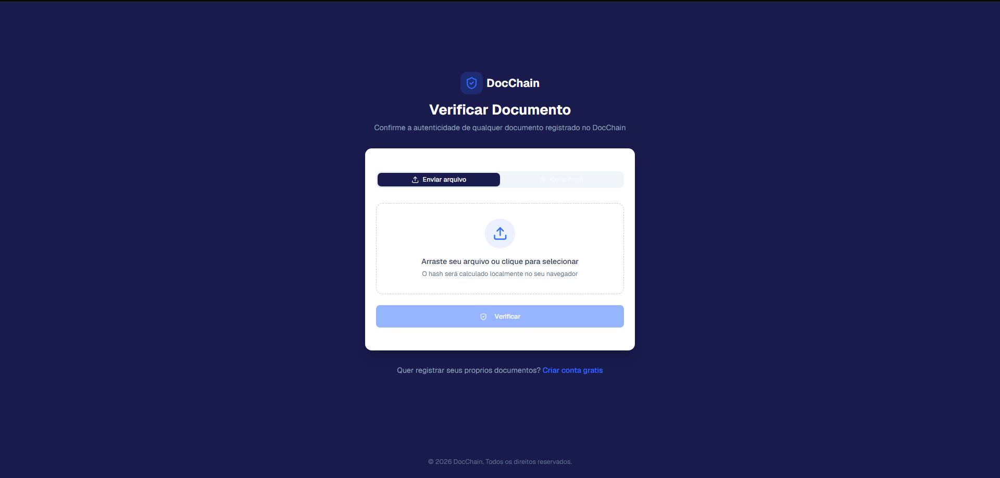 DocChain
Verificar Documento
Confirme a autenticidade de qualquer documento registrado no DocChain
Enviar arquivo
# Colar hash
Arraste seu arquivo ou clique para selecionar
O hash será calculado localmente no seu navegador
Verificar
Quer registrar seus proprios documentos? Criar conta gratis
© 2026 DocChain. Todos os direitos reservados.